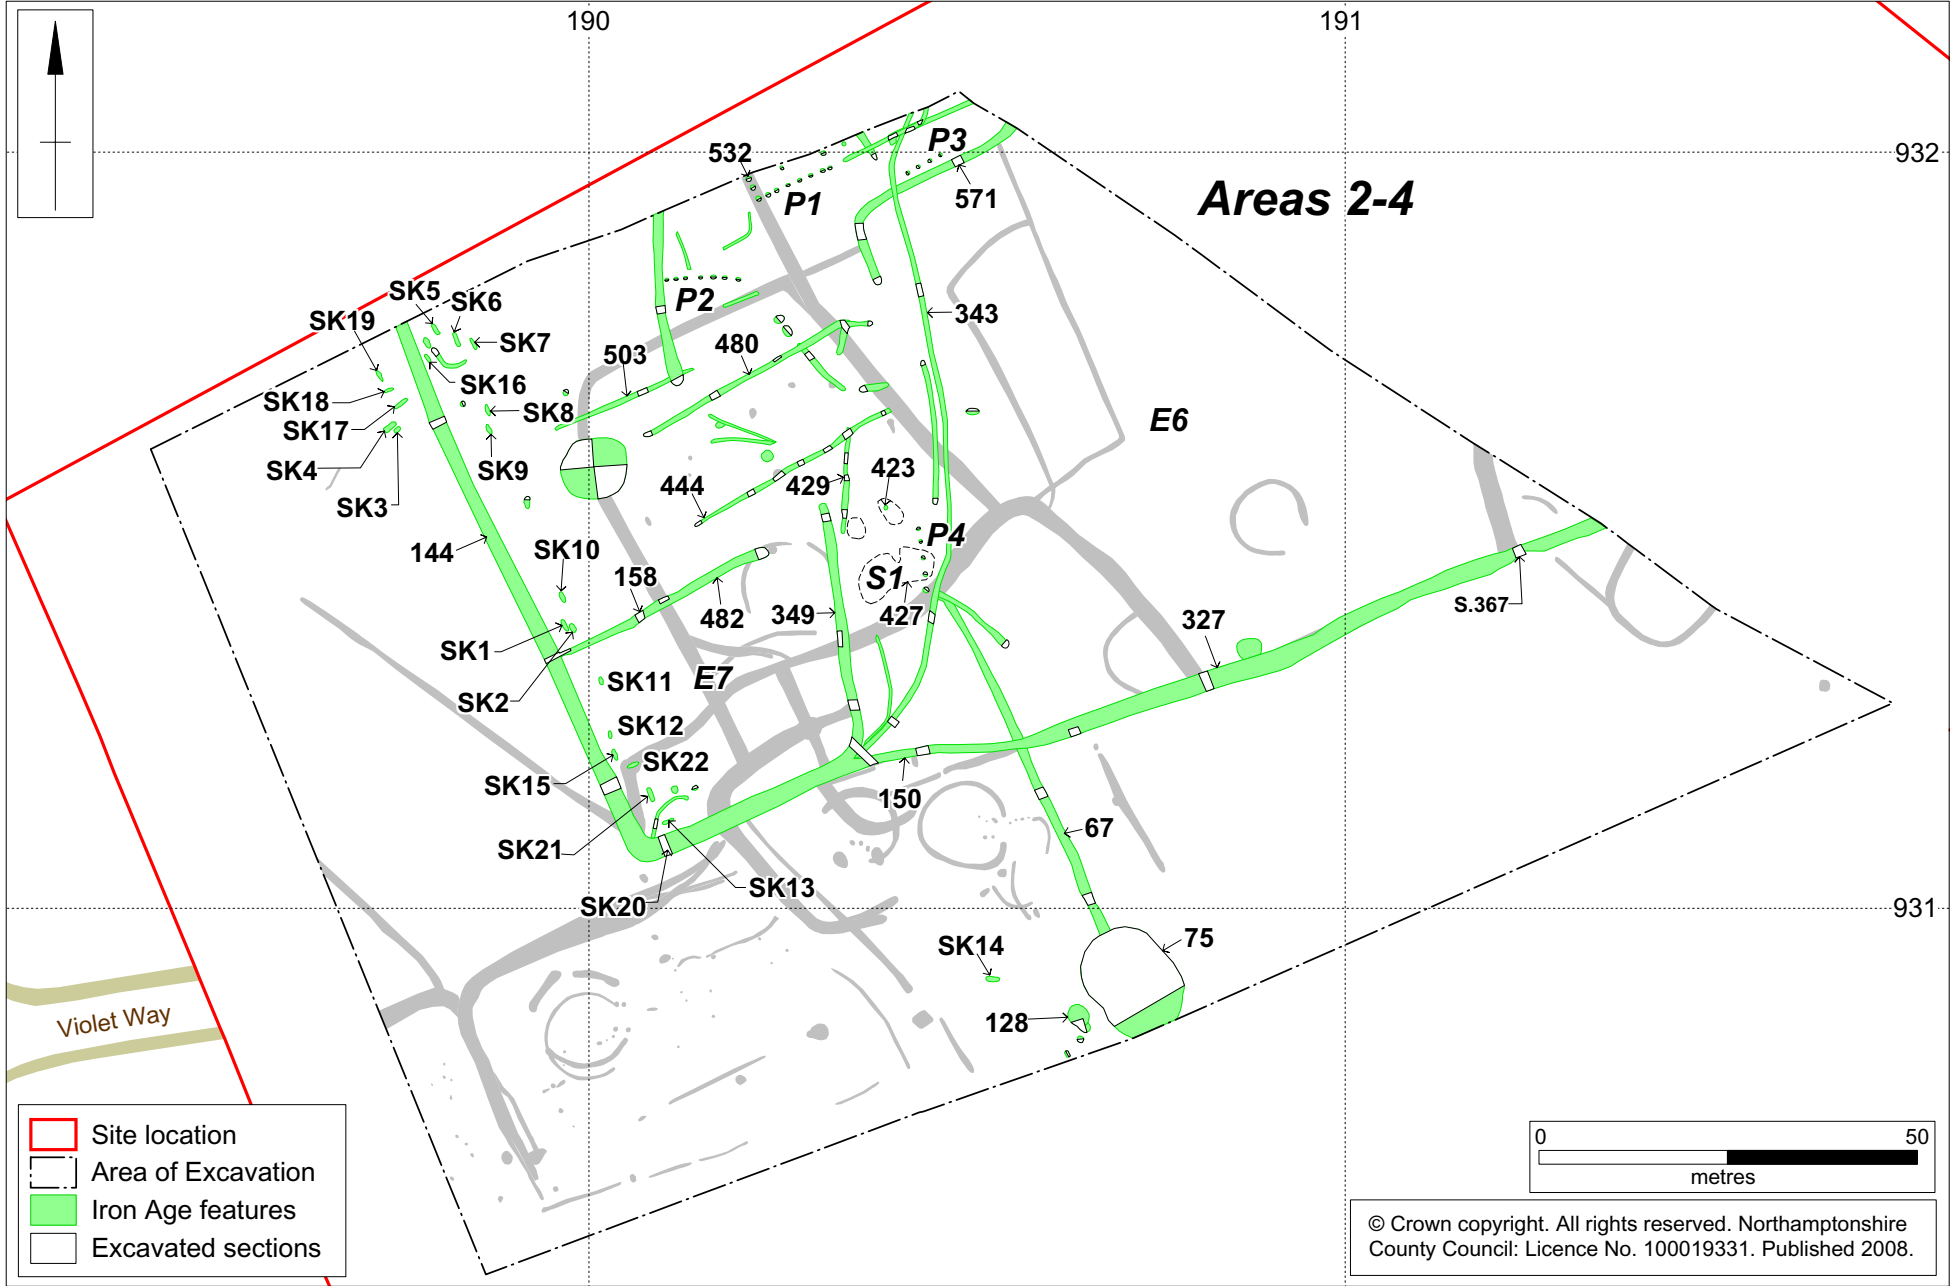 190
191
532
P3
932
P1
571
Areas 2-4
SK5
SK6
P2
SK19
SK7
343
503
480
SK16
SK18
SK8
SK17
E6
SK4
SK9
423
444
429
SK3
P4
144
SK10
158
S1
482
349
427
S.367
327
SK1
E7
SK11
SK2
SK12
SK22
SK15
150
67
SK21
SK13
SK20
931
SK14
75
128
Violet Way
Site location
Area of Excavation
Iron Age features
Excavated sections
0
50
metres
© Crown copyright. All rights reserved. Northamptonshire
County Council: Licence No. 100019331. Published 2008.